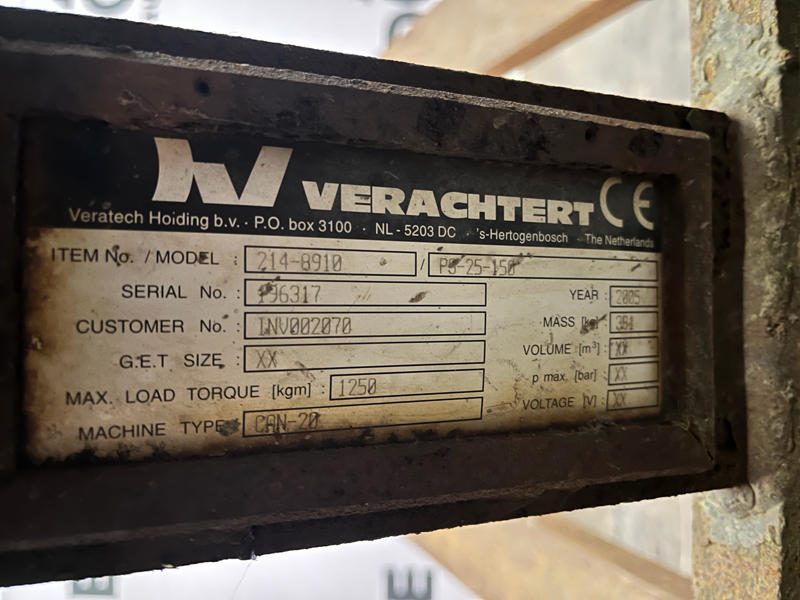 VERACHTERT CE
Veratech Holding b.v. · P.O. box 3100 · NL - 5203 DC · 's-Hertogenbosch · The Netherlands
ITEM No. / MODEL : 214-8910 / PS-25-150
SERIAL No. : 196317 YEAR : 2005
CUSTOMER No. : INV002070 MASS [kg] : 391
G.E.T SIZE : XX VOLUME [m³] : XX
MAX. LOAD TORQUE [kgm] : 1250 p max. [bar] : XX
MACHINE TYPE : CAN-20 VOLTAGE [V] : XX